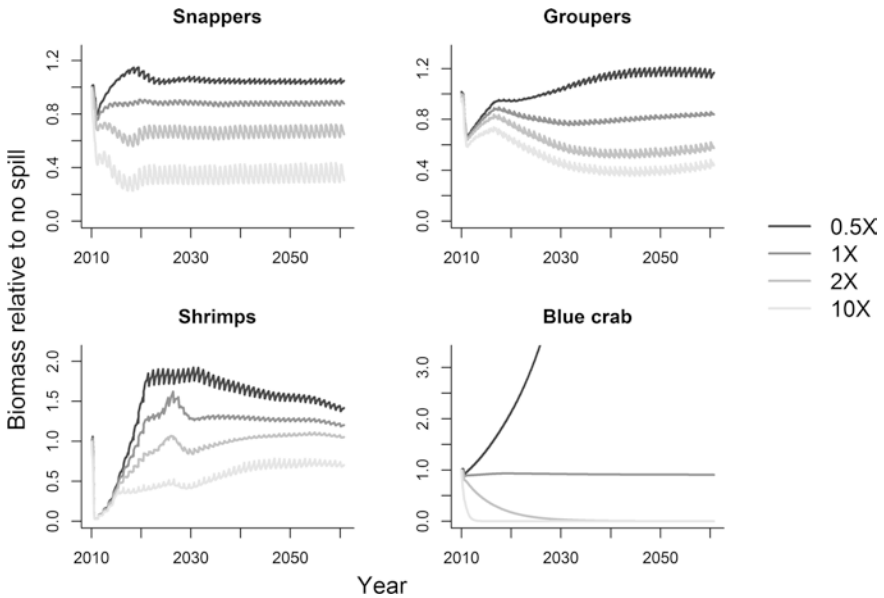 Snappers
Groupers
Biomass relative to no spill
0.0 0.4 0.8 1.2
2010 2030 2050
0.0 0.4 0.8 1.2
2010 2030 2050
Shrimps
Blue crab
0.0 0.5 1.0 1.5 2.0
2010 2030 2050
0.0 1.0 2.0 3.0
2010 2030 2050
Year
0.5X
1X
2X
10X